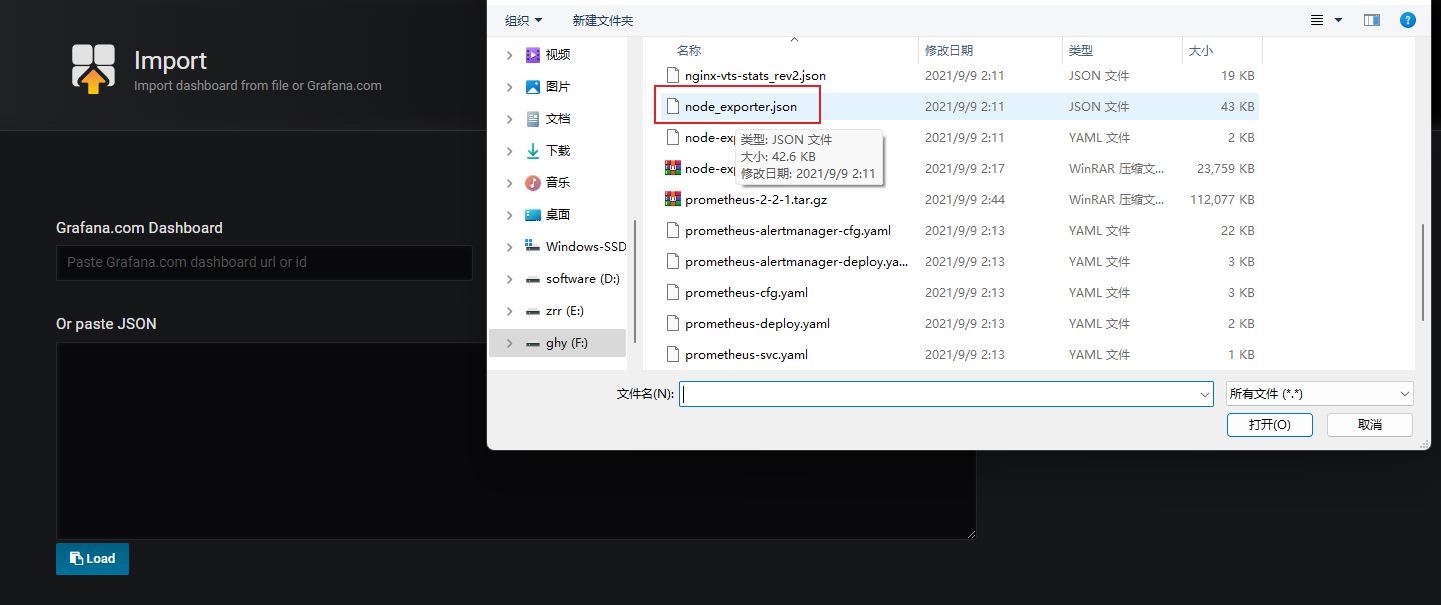 Import
Import dashboard from file or Grafana.com
Grafana.com Dashboard
Paste Grafana.com dashboard url or id
Or paste JSON
Load
组织 新建文件夹
视频
图片
文档
下载
音乐
桌面
Windows-SSD
software (D:)
zrr (E:)
ghy (F:)
名称 修改日期 类型 大小
nginx-vts-stats_rev2.json 2021/9/9 2:11 JSON 文件 19 KB
node_exporter.json 2021/9/9 2:11 JSON 文件 43 KB
node-exp 2021/9/9 2:11 YAML 文件 2 KB
node-exp 2021/9/9 2:17 WinRAR 压缩文... 23,759 KB
类型: JSON 文件
大小: 42.6 KB
修改日期: 2021/9/9 2:11
prometheus-2-2-1.tar.gz 2021/9/9 2:44 WinRAR 压缩文... 112,077 KB
prometheus-alertmanager-cfg.yaml 2021/9/9 2:13 YAML 文件 22 KB
prometheus-alertmanager-deploy.ya... 2021/9/9 2:13 YAML 文件 3 KB
prometheus-cfg.yaml 2021/9/9 2:13 YAML 文件 3 KB
prometheus-deploy.yaml 2021/9/9 2:13 YAML 文件 2 KB
prometheus-svc.yaml 2021/9/9 2:13 YAML 文件 1 KB
文件名(N): 所有文件 (*.*)
打开(O) 取消